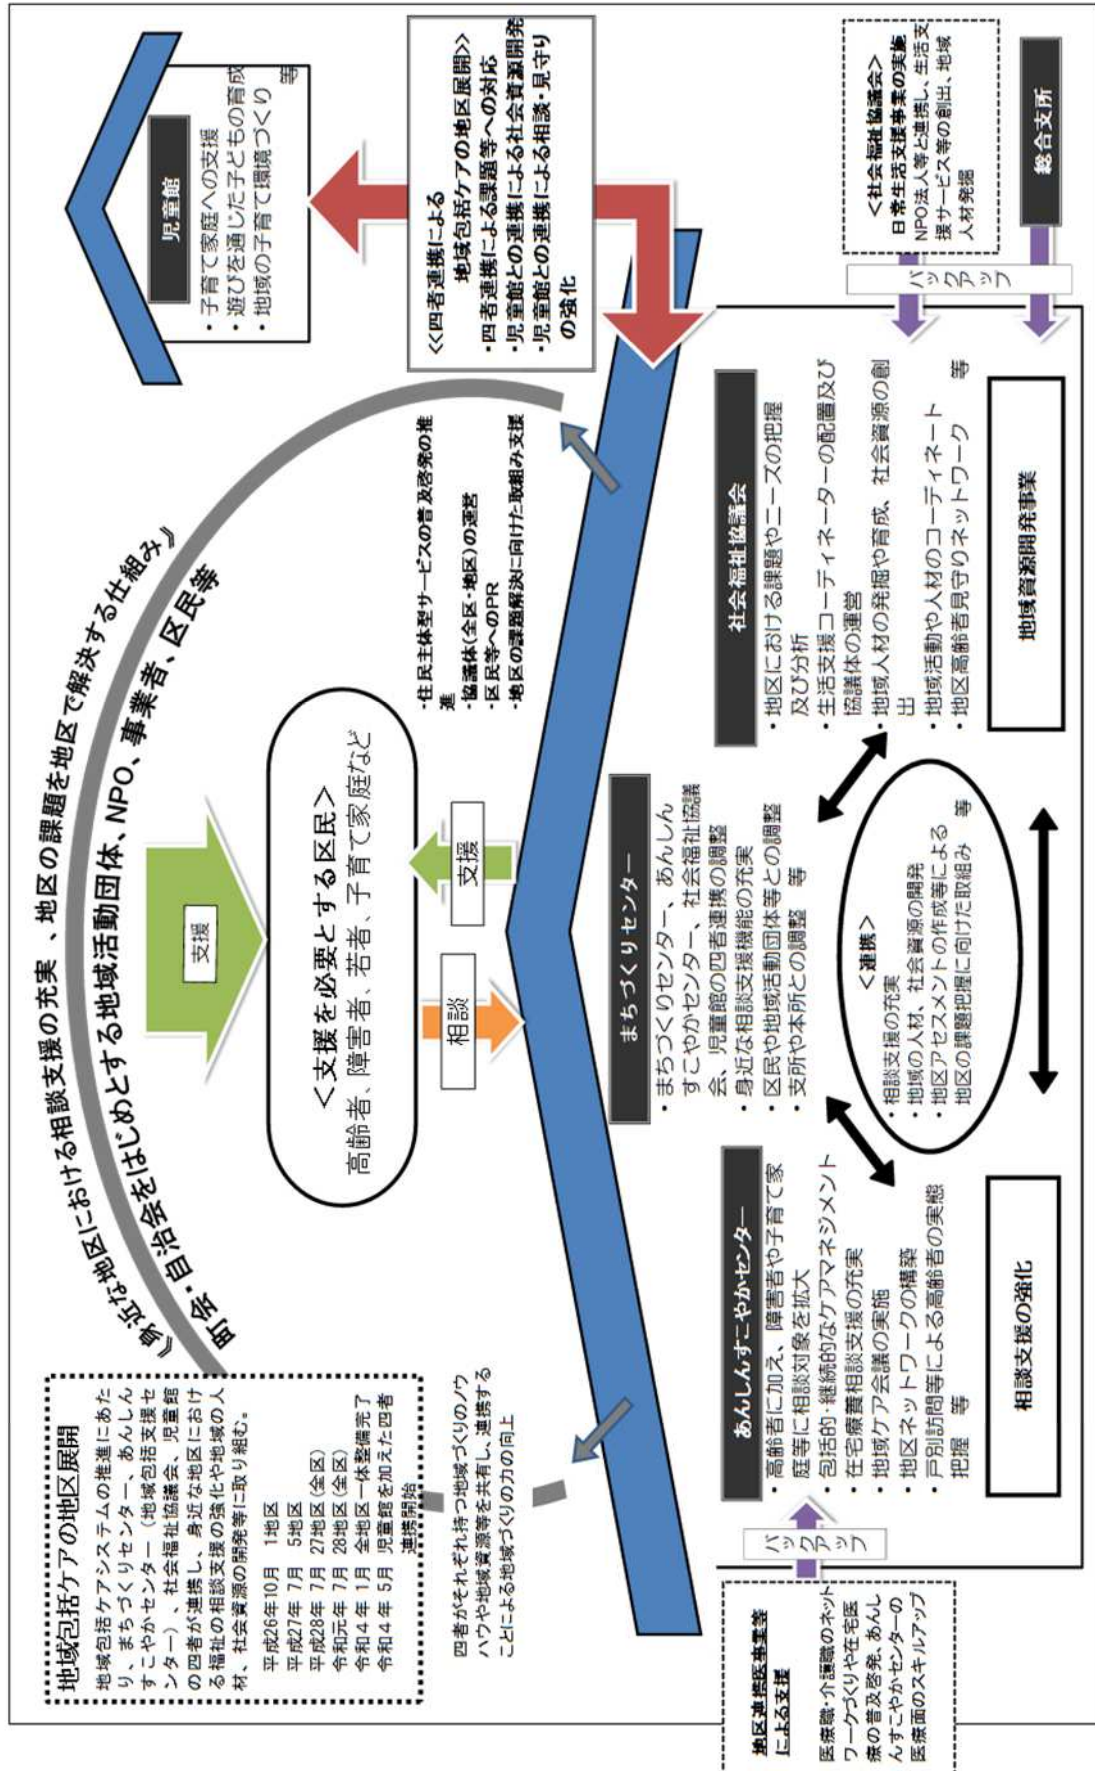 地域包括ケアの地区展開
地域包括ケアシステムの推進にあた
り、まちづくりセンター、あんしん
すこやかセンター（地域包括支援セ
ンター）、社会福祉協議会、児童館
の四者が連携し、身近な地区におけ
る福祉の相談支援の強化や地域の人
材、社会資源の開発等に取り組む。
平成26年10月　1地区
平成27年 7月　5地区
平成28年 7月　27地区(全区)
令和元年 7月　28地区(全区)
令和４年 1月　全地区一体整備完了
令和４年 5月　児童館を加えた四者
連携開始
四者がそれぞれ持つ地域づくりのノウ
ハウや地域資源等を共有し、連携する
ことによる地域づくりの力の向上
《身近な地区における相談支援の充実 、地区の課題を地区で解決する仕組み》
町会・自治会をはじめとする地域活動団体、NPO、事業者、区民等
支援
＜支援を必要とする区民＞
高齢者、障害者、若者、子育て家庭など
相談
支援
・住民主体型サービスの普及啓発の推
進
・協議体(全区・地区)の運営
・区民等へのPR
・地区の課題解決に向けた取組み支援
児童館
・子育て家庭への支援
・遊びを通じた子どもの育成
・地域の子育て環境づくり
等
<<四者連携による
地域包括ケアの地区展開>>
・四者連携による課題等への対応
・児童館との連携による社会資源開発
・児童館との連携による相談・見守り
の強化
まちづくりセンター
・まちづくりセンター、あんしん
すこやかセンター、社会福祉協議
会、児童館の四者連携の調整
・身近な相談支援機能の充実
・区民や地域活動団体等との調整
・支所や本所との調整　等
あんしんすこやかセンター
・高齢者に加え、障害者や子育て家
庭等に相談対象を拡大
・包括的・継続的なケアマネジメント
・在宅療養相談支援の充実
・地域ケア会議の実施
・地区ネットワークの構築
・戸別訪問等による高齢者の実態
把握　等
相談支援の強化
＜連携＞
・相談支援の充実
・地域の人材、社会資源の開発
・地区アセスメントの作成等による
地区の課題把握に向けた取組み　等
社会福祉協議会
・地区における課題やニーズの把握
及び分析
・生活支援コーディネーターの配置及び
協議体の運営
・地域人材の発掘や育成、社会資源の創
出
・地域活動や人材のコーディネート
・地区高齢者見守りネットワーク　等
地域資源開発事業
地区連携医事業等
による支援
医療職・介護職のネット
ワークづくりや在宅医
療の普及啓発、あんし
んすこやかセンターの
医療面のスキルアップ
バックアップ
＜社会福祉協議会＞
日常生活支援事業の実施
NPO法人等と連携し、生活支
援サービス等の創出、地域
人材発掘
バックアップ
総合支所